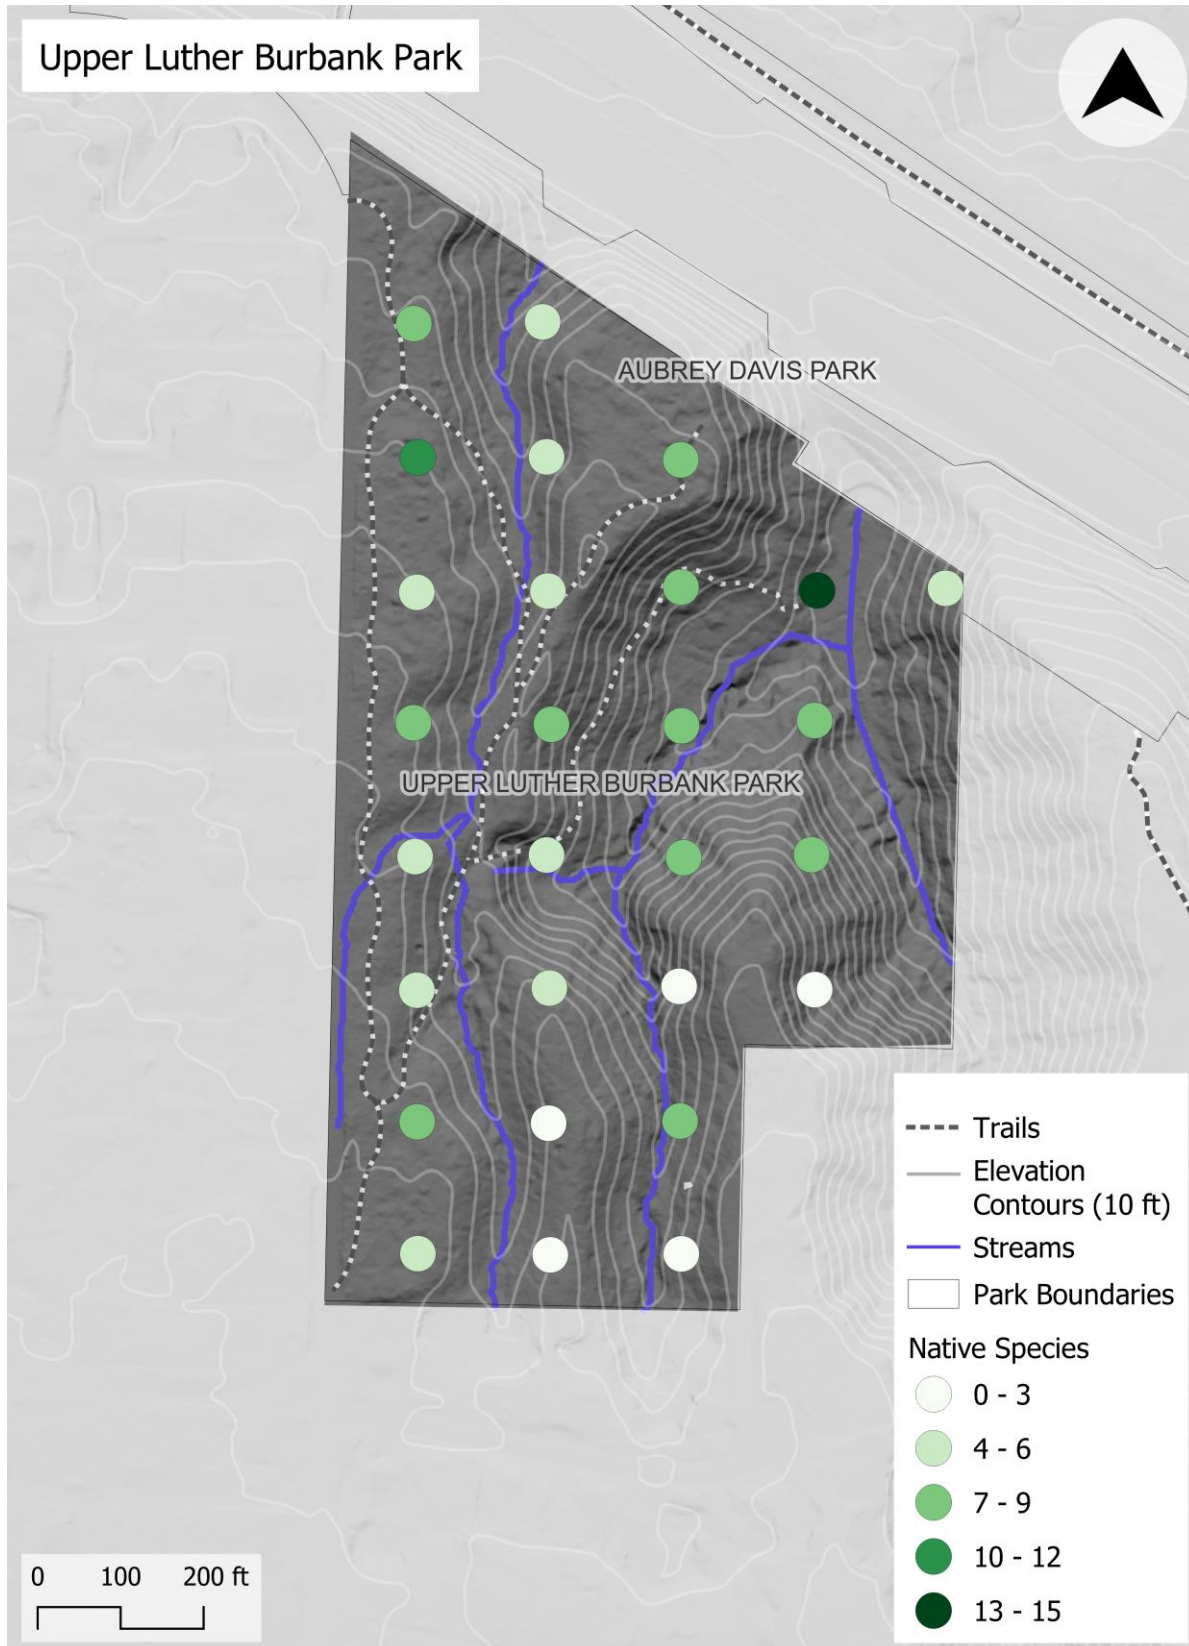 Upper Luther Burbank Park
AUBREY DAVIS PARK
UPPER LUTHER BURBANK PARK
Trails
Elevation
Contours (10 ft)
Streams
Park Boundaries
Native Species
0 - 3
4 - 6
7 - 9
10 - 12
13 - 15
0 100 200 ft